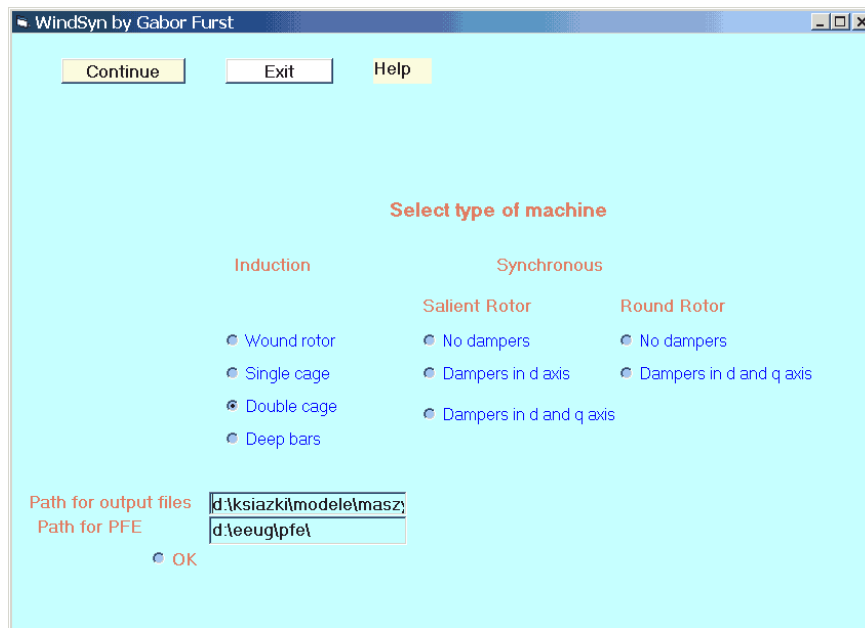 WindSyn by Gabor Furst
Continue Exit Help
Select type of machine
Induction Synchronous
Salient Rotor Round Rotor
Wound rotor No dampers No dampers
Single cage Dampers in d axis Dampers in d and q axis
Double cage Dampers in d and q axis
Deep bars
Path for output files d:\ksiazki\modele\maszy
Path for PFE d:\eeug\pfe\
OK